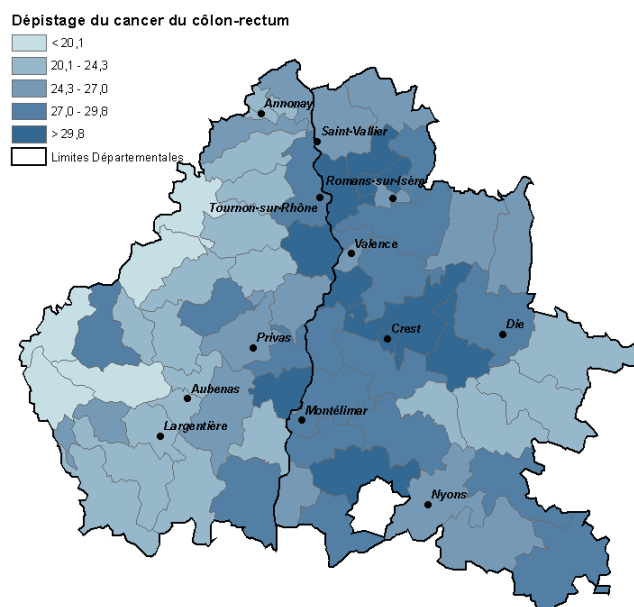 Dépistage du cancer du côlon-rectum
< 20,1
20,1 - 24,3
24,3 - 27,0
27,0 - 29,8
> 29,8
Limites Départementales
Annonay
Saint-Vallier
Romans-sur-Isère
Tournon-sur-Rhône
Valence
Die
Crest
Privas
Aubenas
Montélimar
Largentière
Nyons